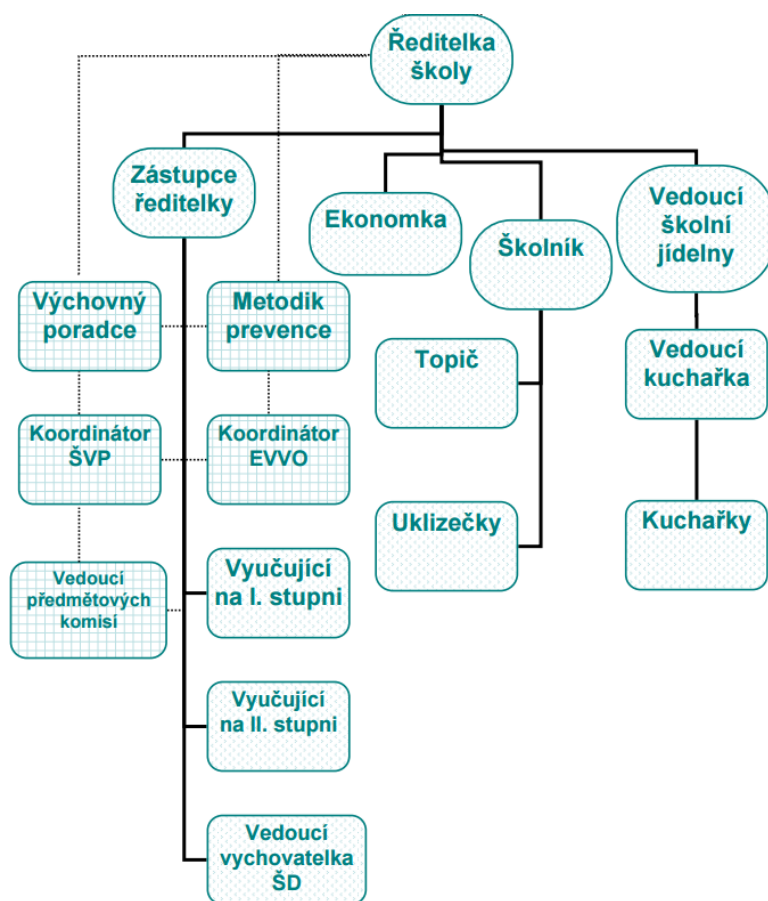 Ředitelka
školy
Zástupce
ředitelky
Ekonomka
Školník
Vedoucí
školní
jídelny
Výchovný
poradce
Metodik
prevence
Topič
Vedoucí
kuchařka
Koordinátor
ŠVP
Koordinátor
EVVO
Uklizečky
Kuchařky
Vedoucí
předmětových
komisí
Vyučující
na I. stupni
Vyučující
na II. stupni
Vedoucí
vychovatelka
ŠD